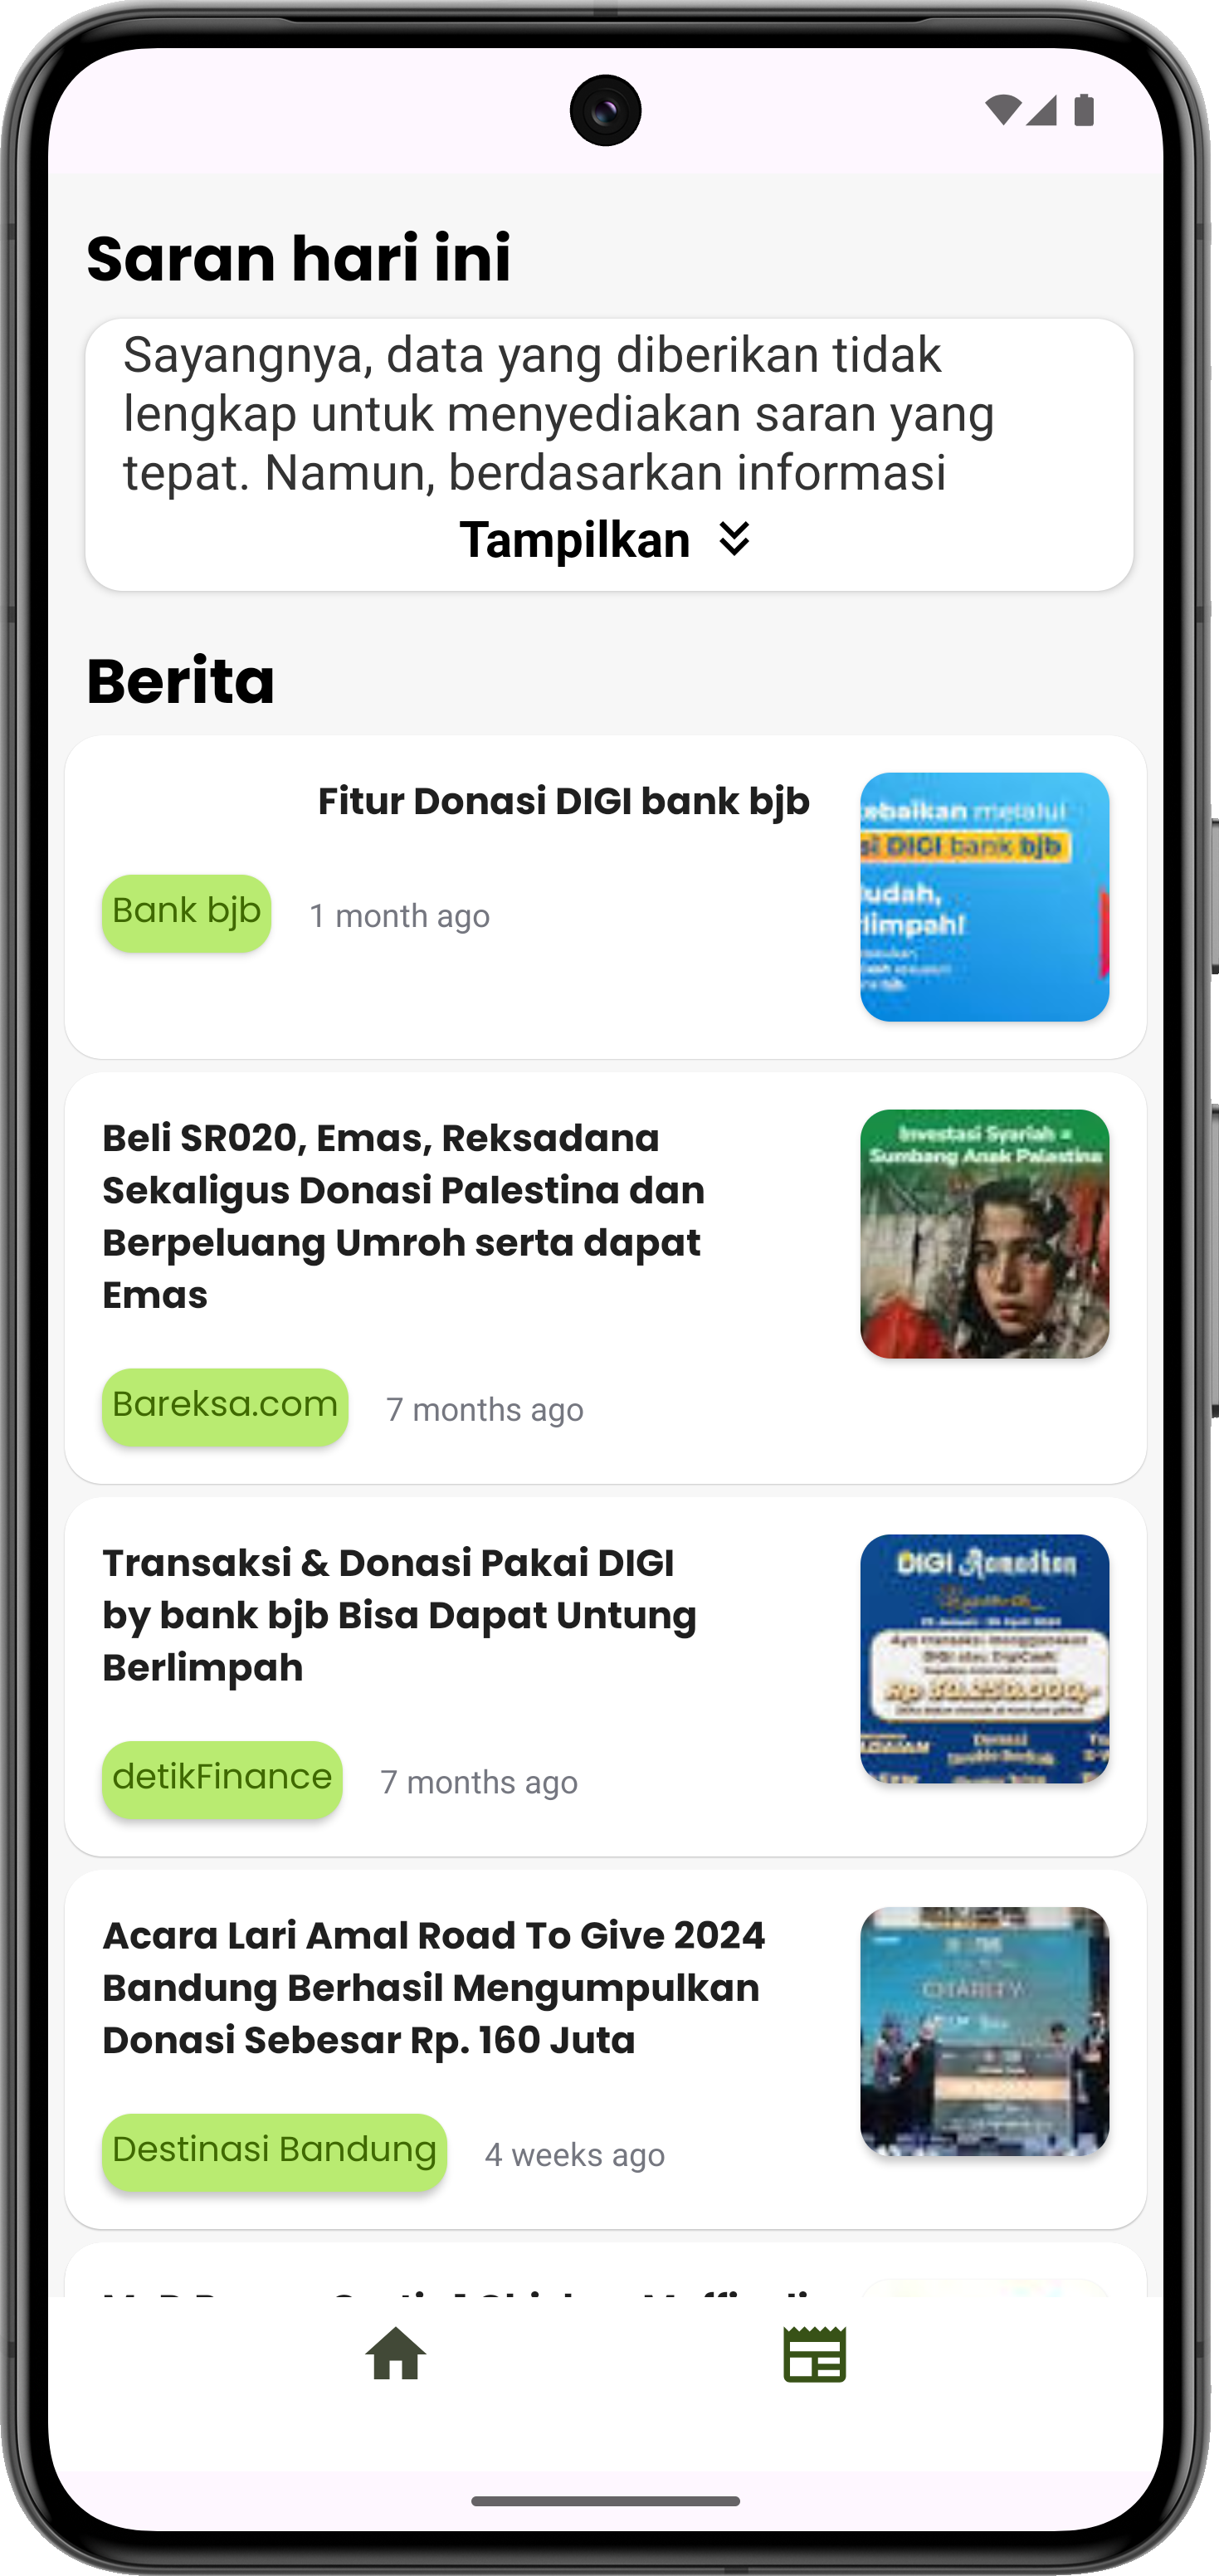 Saran hari ini
Sayangnya, data yang diberikan tidak
lengkap untuk menyediakan saran yang
tepat. Namun, berdasarkan informasi
Tampilkan
Berita
Fitur Donasi DIGI bank bjb
ebaikan melalui
si DIGI bank bjb
udah,
limpah!
Bank bjb 1 month ago
Beli SR020, Emas, Reksadana
Sekaligus Donasi Palestina dan
Berpeluang Umroh serta dapat
Emas
Investasi Syariah =
Sumbang Anak Palestina
Bareksa.com 7 months ago
Transaksi & Donasi Pakai DIGI
by bank bjb Bisa Dapat Untung
Berlimpah
DIGI Ramadhan
detikFinance 7 months ago
Acara Lari Amal Road To Give 2024
Bandung Berhasil Mengumpulkan
Donasi Sebesar Rp. 160 Juta
CHARITY
Destinasi Bandung 4 weeks ago